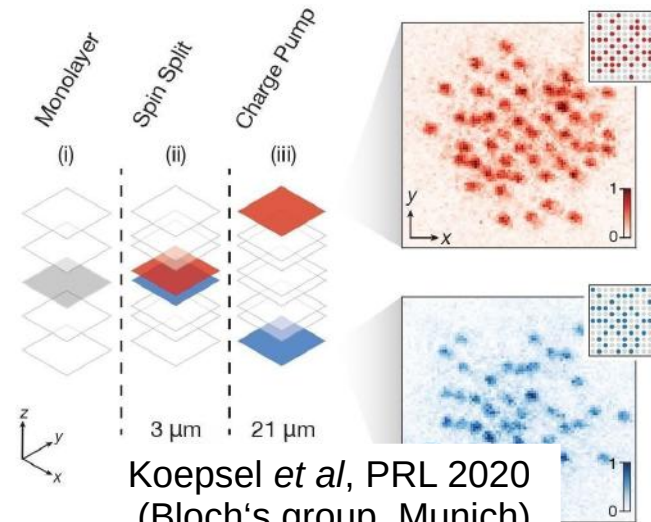 Monolayer
Spin Split
Charge Pump
(i)
(ii)
(iii)
3 µm
21 µm
z
y
x
y
x
1
0
1
0
Koepsel et al, PRL 2020
(Bloch‘s group, Munich)